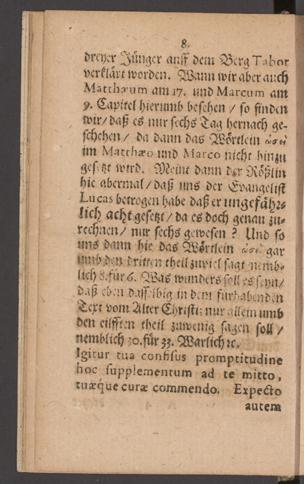 8.
dreyer Jünger auff dem Berg Tabor
verklärt worden. Wann wir aber auch
Matthæum am 17. und Marcum am
9. Capitel hierumb besehen / so finden
wir / daß es nur sechs Tag hernach ge-
schehen / da dann das Wörtlein ὡσεὶ
im Matthæo und Marco nicht hinzu
gesetzt wird. Meint dann der Rößlin
hie abermal / daß uns der Evangelist
Lucas betrogen habe daß er ungefähr-
lich acht gesetzt / da es doch genau zu-
rechnen / nur sechs gewesen? Und so
uns dann hie das Wörtlein ὡσεὶ gar
umb den dritten theil zuviel sagt nemb-
lich 8. für 6. Was wunders soll es seyn /
daß eben dasselbig in dem fürhabenden
Text vom Alter Christi: nur allein umb
den eilfften theil zuwenig sagen soll /
nemblich 30. für 33. Warlich ꝛc.
Igitur tua confisus promptitudine
hoc supplementum ad te mitto,
tuæque curæ commendo. Expecto
autem